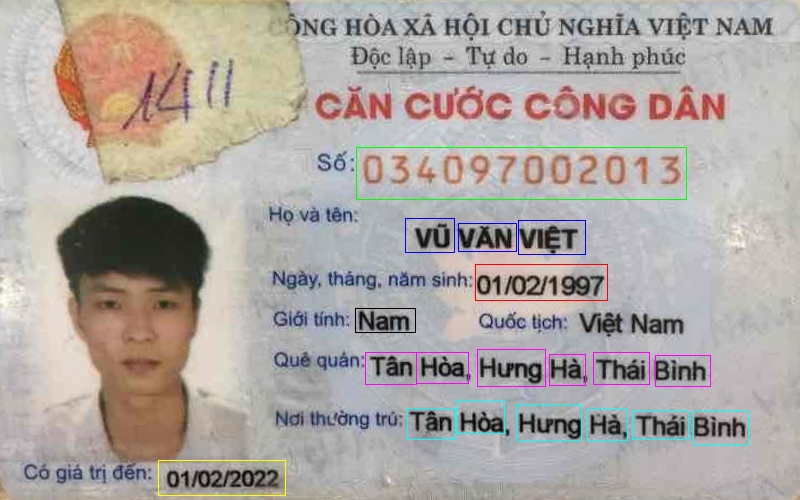 CỘNG HÒA XÃ HỘI CHỦ NGHĨA VIỆT NAM
Độc lập - Tự do - Hạnh phúc
1411
CĂN CƯỚC CÔNG DÂN
Số: 034097002013
Họ và tên:
VŨ VĂN VIỆT
Ngày, tháng, năm sinh: 01/02/1997
Giới tính: Nam Quốc tịch: Việt Nam
Quê quán: Tân Hòa, Hưng Hà, Thái Bình
Nơi thường trú: Tân Hòa, Hưng Hà, Thái Bình
Có giá trị đến: 01/02/2022